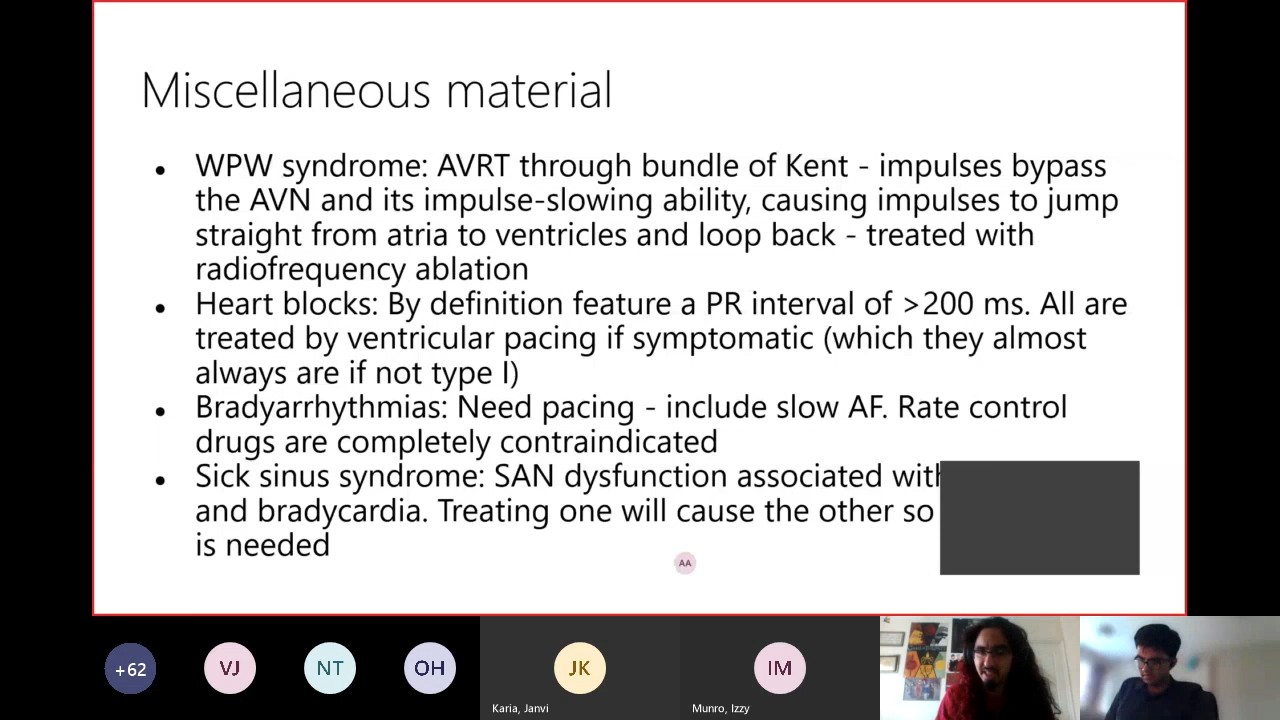 Miscellaneous material
• WPW syndrome: AVRT through bundle of Kent - impulses bypass
the AVN and its impulse-slowing ability, causing impulses to jump
straight from atria to ventricles and loop back - treated with
radiofrequency ablation
• Heart blocks: By definition feature a PR interval of >200 ms. All are
treated by ventricular pacing if symptomatic (which they almost
always are if not type I)
• Bradyarrhythmias: Need pacing - include slow AF. Rate control
drugs are completely contraindicated
• Sick sinus syndrome: SAN dysfunction associated with
and bradycardia. Treating one will cause the other so
is needed
AA
+62
VJ
NT
OH
JK
IM
Karia, Janvi
Munro, Izzy